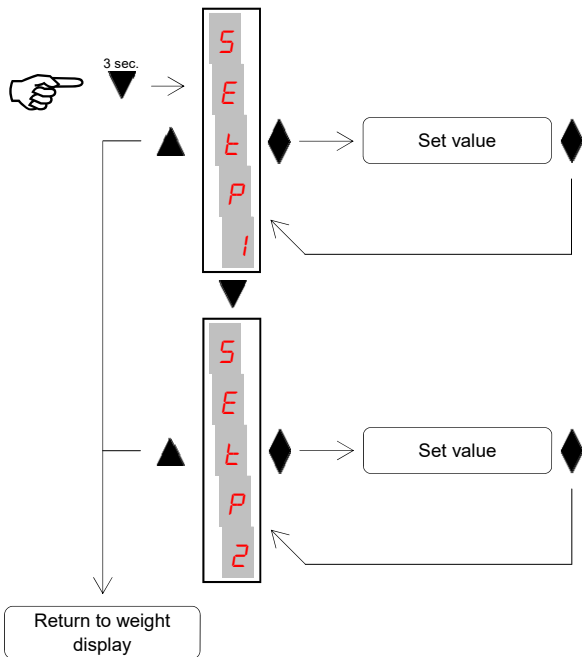 3 sec.
S
E
t
P
1
Set value
S
E
t
P
2
Set value
Return to weight
display